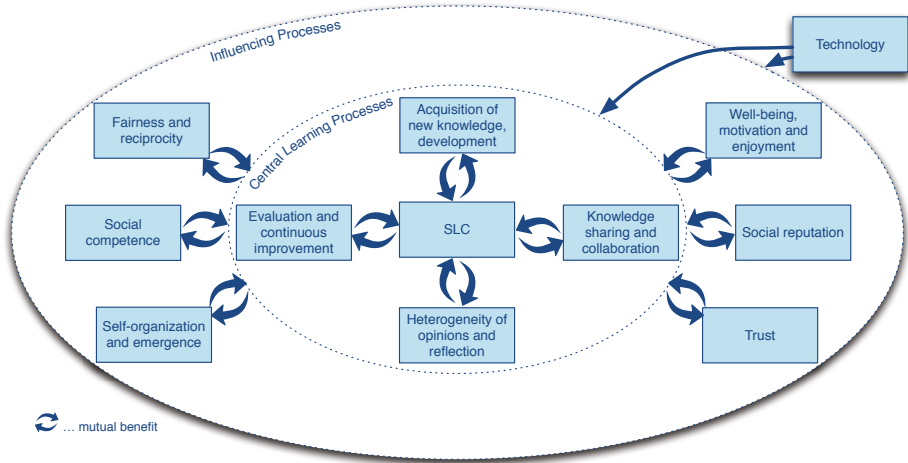 Influencing Processes
Technology
Central Learning Processes
Fairness and
reciprocity
Acquisition of
new knowledge,
development
Well-being,
motivation and
enjoyment
Social
competence
Evaluation and
continuous
improvement
SLC
Knowledge
sharing and
collaboration
Social reputation
Self-organization
and emergence
Heterogeneity of
opinions and
reflection
Trust
... mutual benefit